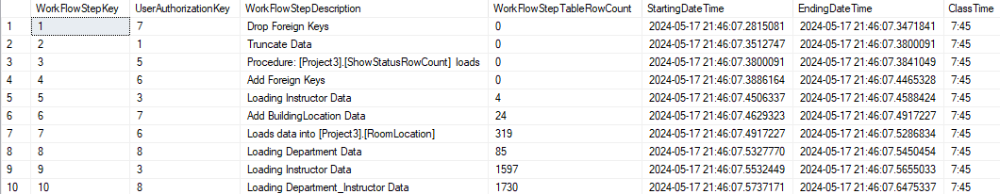 WorkFlowStepKey UserAuthorizationKey WorkFlowStepDescription WorkFlowStepTableRowCount StartingDateTime EndingDateTime ClassTime
1 1 7 Drop Foreign Keys 0 2024-05-17 21:46:07.2815081 2024-05-17 21:46:07.3471841 7:45
2 2 1 Truncate Data 0 2024-05-17 21:46:07.3512747 2024-05-17 21:46:07.3800091 7:45
3 3 5 Procedure: [Project3].[ShowStatusRowCount] loads 0 2024-05-17 21:46:07.3800091 2024-05-17 21:46:07.3841049 7:45
4 4 6 Add Foreign Keys 0 2024-05-17 21:46:07.3886164 2024-05-17 21:46:07.4465328 7:45
5 5 3 Loading Instructor Data 4 2024-05-17 21:46:07.4506337 2024-05-17 21:46:07.4588424 7:45
6 6 7 Add BuildingLocation Data 24 2024-05-17 21:46:07.4629323 2024-05-17 21:46:07.4917227 7:45
7 7 6 Loads data into [Project3].[RoomLocation] 319 2024-05-17 21:46:07.4917227 2024-05-17 21:46:07.5286834 7:45
8 8 8 Loading Department Data 85 2024-05-17 21:46:07.5327770 2024-05-17 21:46:07.5450454 7:45
9 9 3 Loading Instructor Data 1597 2024-05-17 21:46:07.5532449 2024-05-17 21:46:07.5655033 7:45
10 10 8 Loading Department_Instructor Data 1730 2024-05-17 21:46:07.5737171 2024-05-17 21:46:07.6475337 7:45